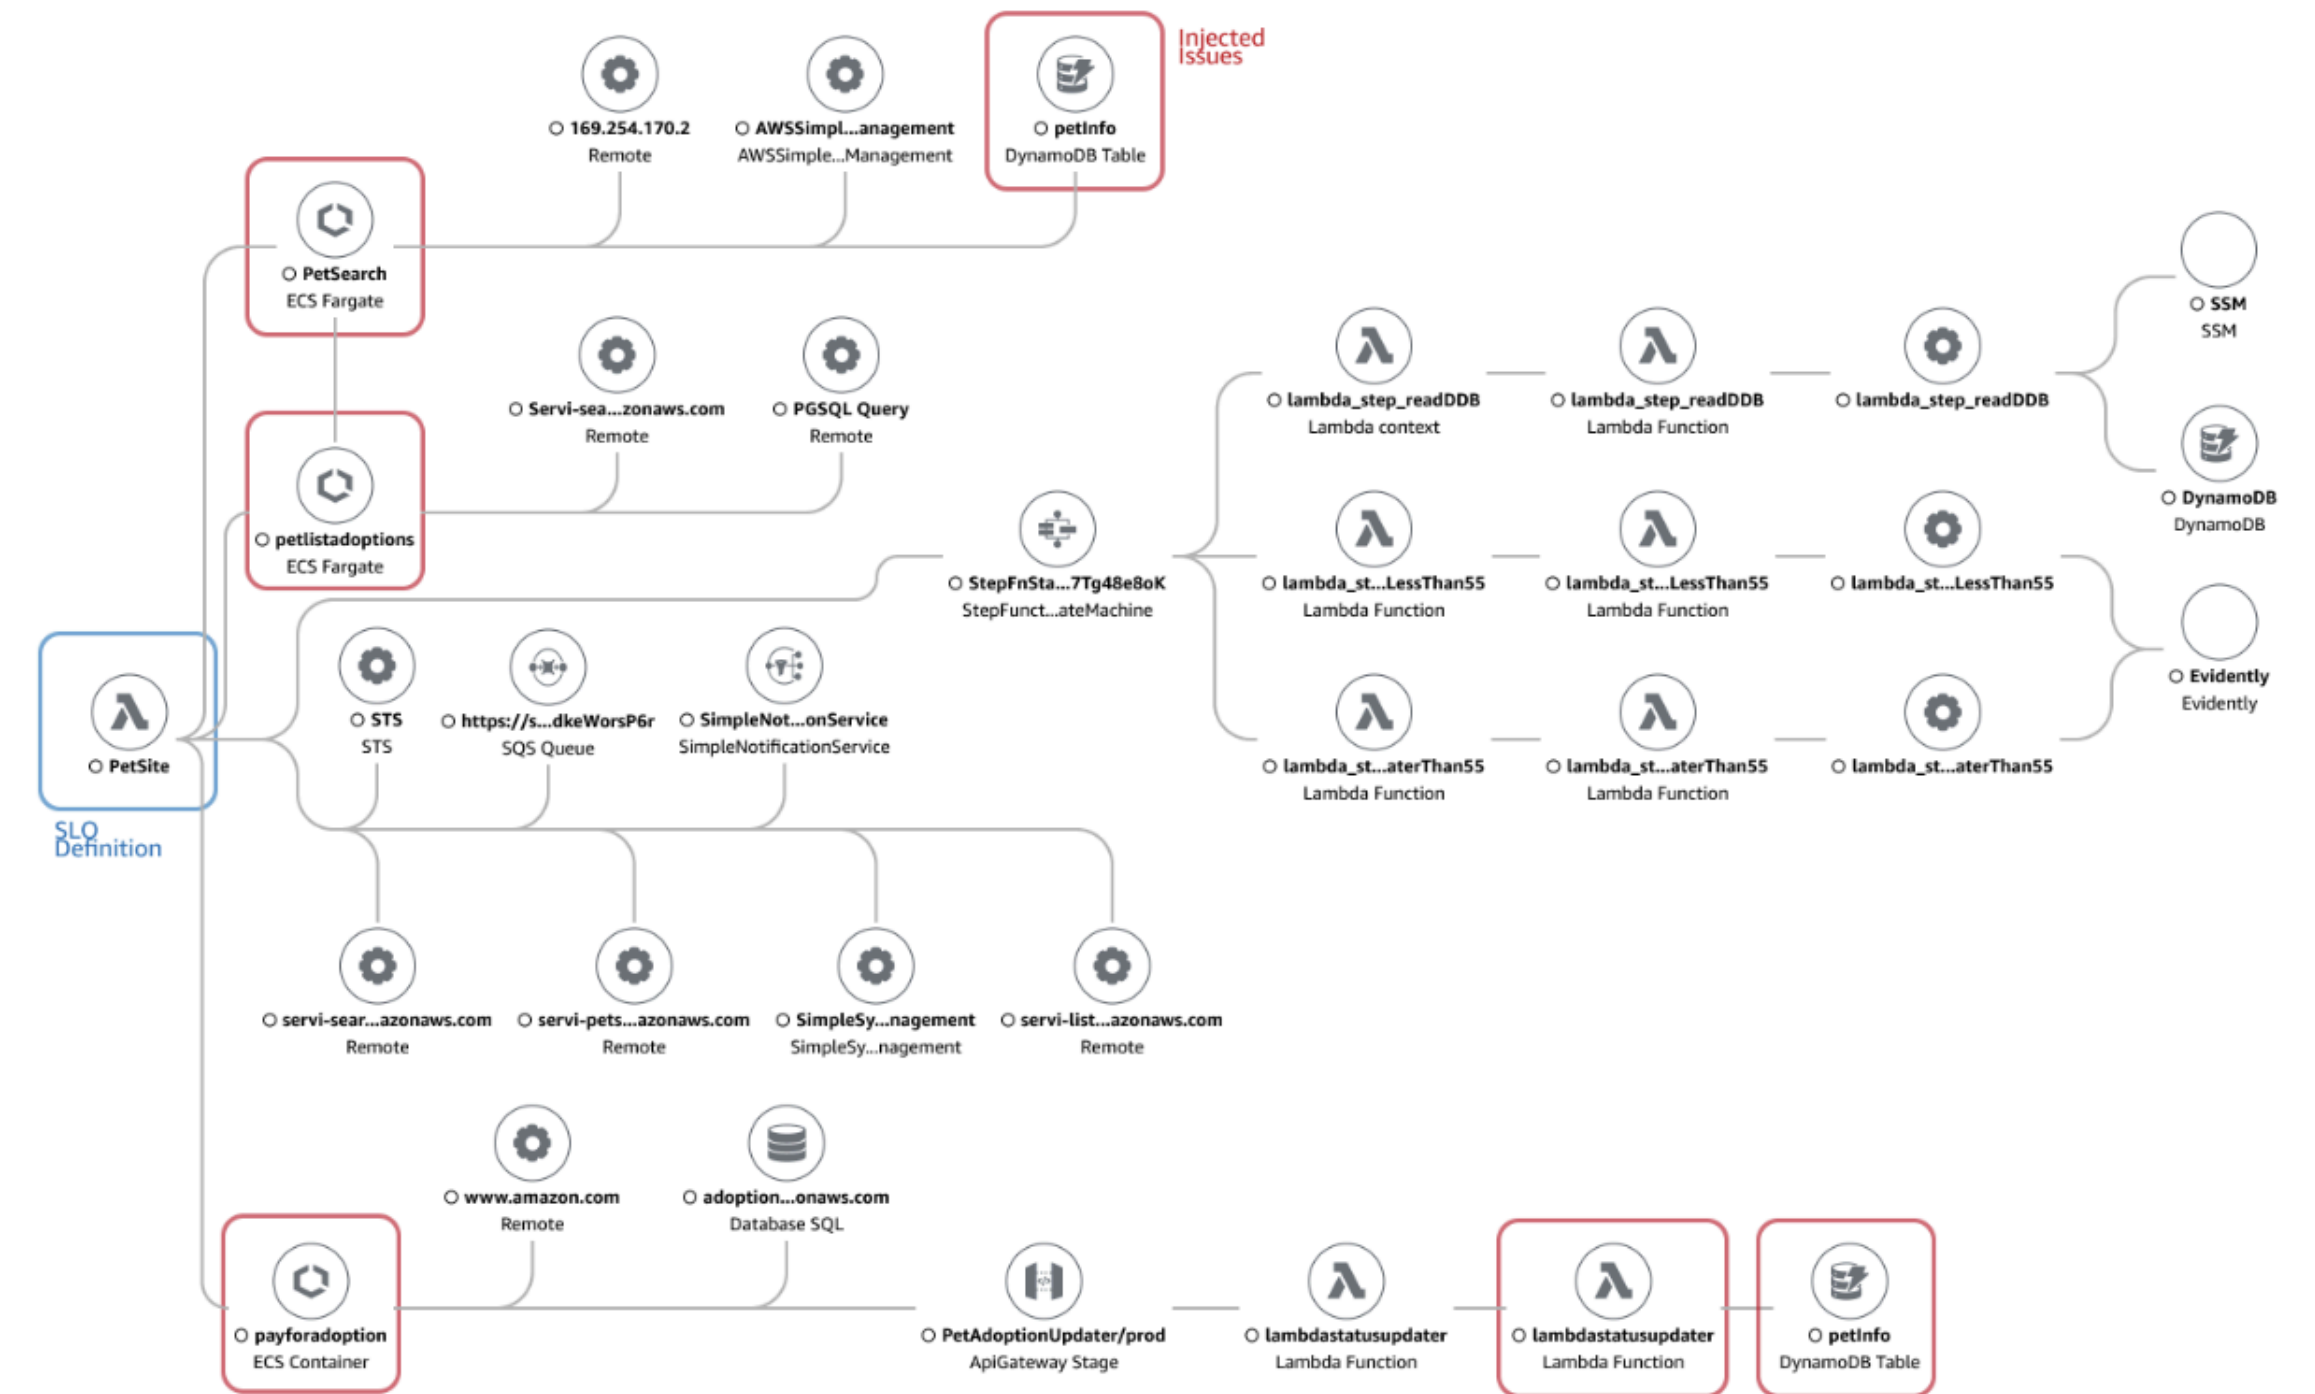 Injected
Issues
169.254.170.2
Remote
AWSSimpl...anagement
AWSSimple...Management
petInfo
DynamoDB Table
PetSearch
ECS Fargate
Servi-sea...zonaws.com
Remote
PGSQL Query
Remote
petlistadoptions
ECS Fargate
lambda_step_readDDB
Lambda context
lambda_step_readDDB
Lambda Function
lambda_step_readDDB
SSM
SSM
DynamoDB
DynamoDB
StepFnSta...7Tg48e8oK
StepFunct...ateMachine
lambda_st...LessThan55
Lambda Function
lambda_st...LessThan55
Lambda Function
lambda_st...LessThan55
Evidently
Evidently
lambda_st...aterThan55
Lambda Function
lambda_st...aterThan55
Lambda Function
lambda_st...aterThan55
PetSite
SLO
Definition
STS
STS
https://s...dkeWorsP6r
SQS Queue
SimpleNot...onService
SimpleNotificationService
servi-sear...azonaws.com
Remote
servi-pets...azonaws.com
Remote
SimpleSy...nagement
SimpleSy...nagement
servi-list...azonaws.com
Remote
www.amazon.com
Remote
adoption...onaws.com
Database SQL
payforadoption
ECS Container
PetAdoptionUpdater/prod
ApiGateway Stage
lambdastatusupdater
Lambda Function
lambdastatusupdater
Lambda Function
petInfo
DynamoDB Table